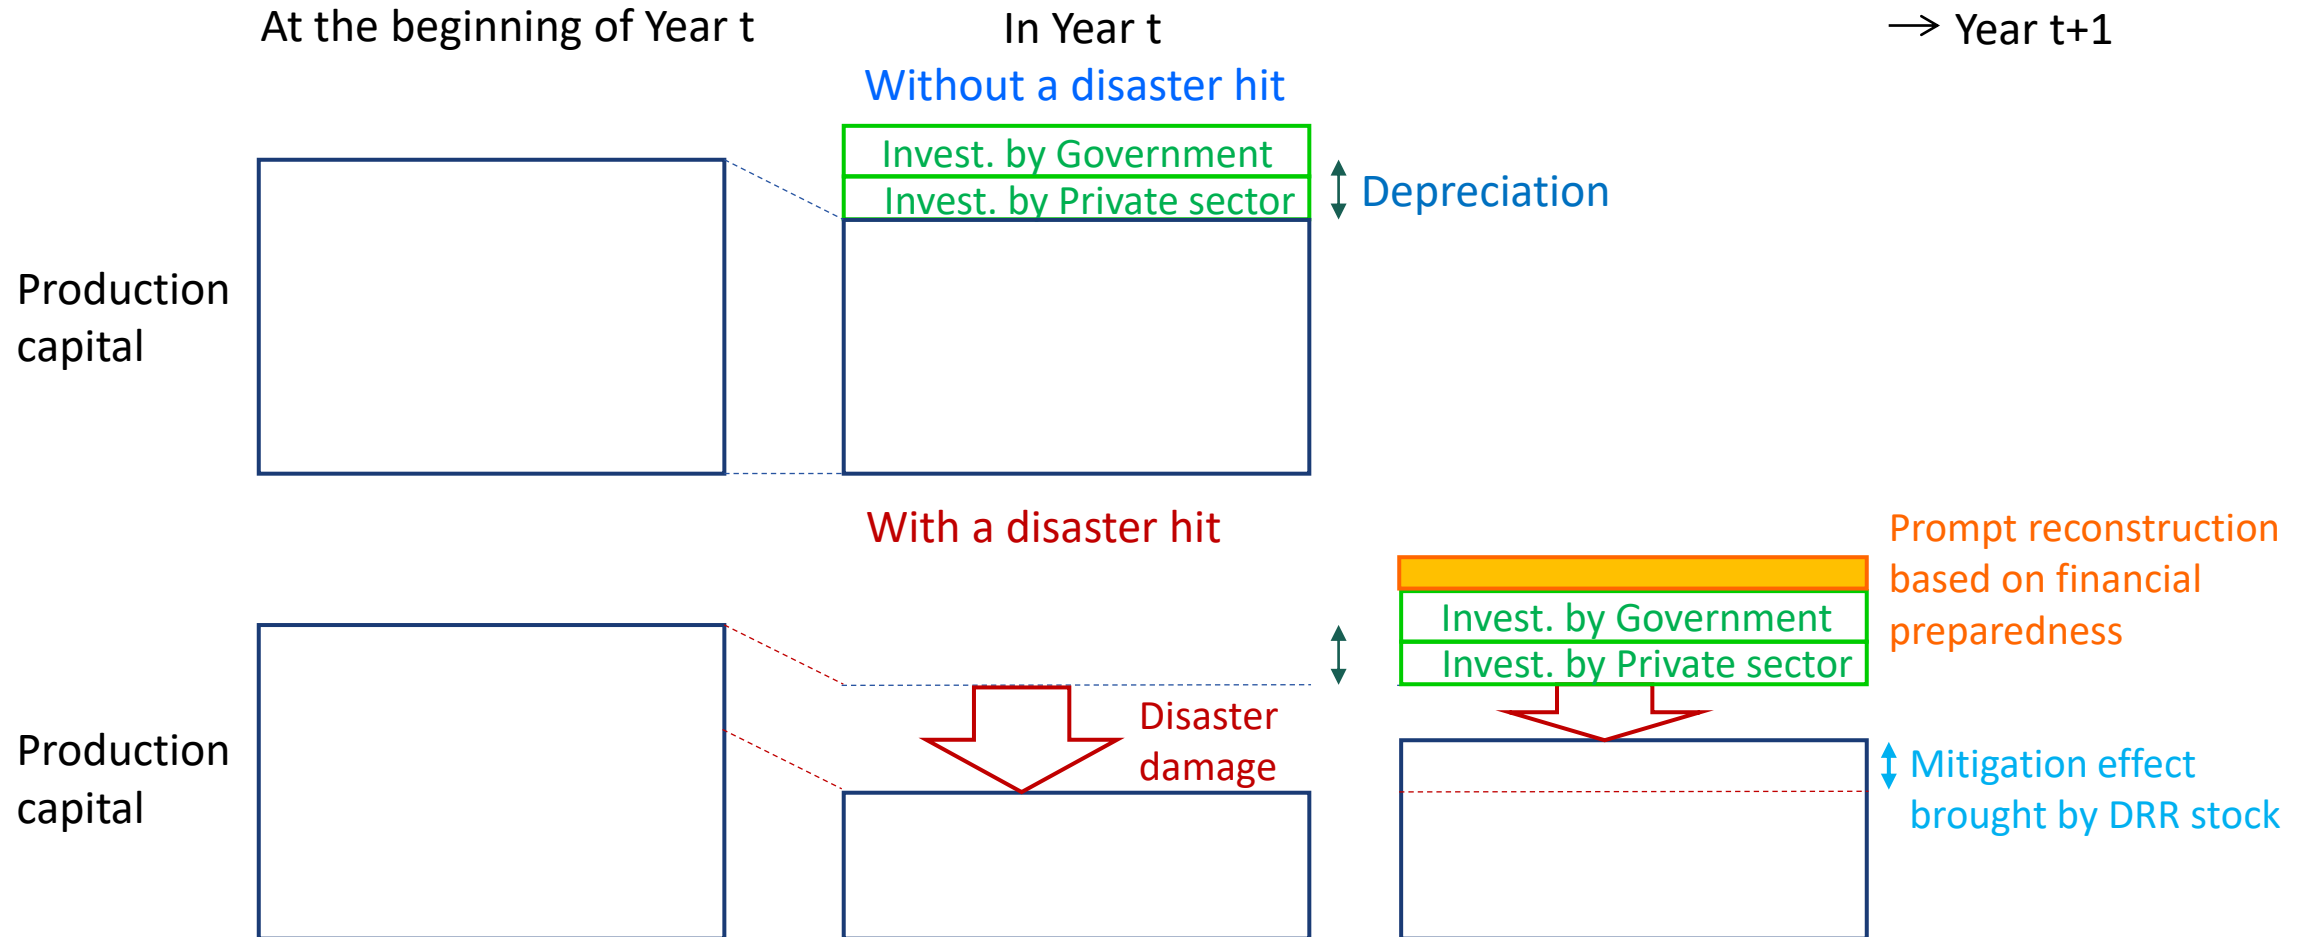 At the beginning of Year t
In Year t
→ Year t+1
Without a disaster hit
Invest. by Government
Invest. by Private sector
Depreciation
Production
capital
With a disaster hit
Prompt reconstruction
based on financial
preparedness
Invest. by Government
Invest. by Private sector
Disaster
damage
Production
capital
Mitigation effect
brought by DRR stock